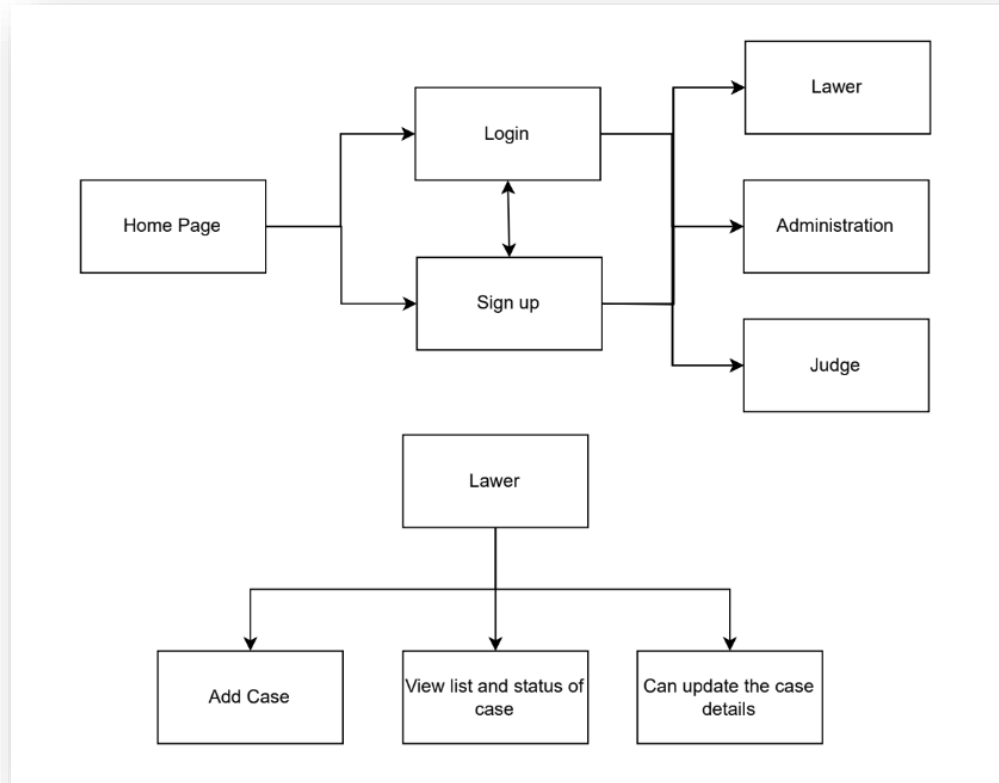 Lawer
Login
Home Page
Administration
Sign up
Judge
Lawer
Add Case
View list and status of
case
Can update the case
details